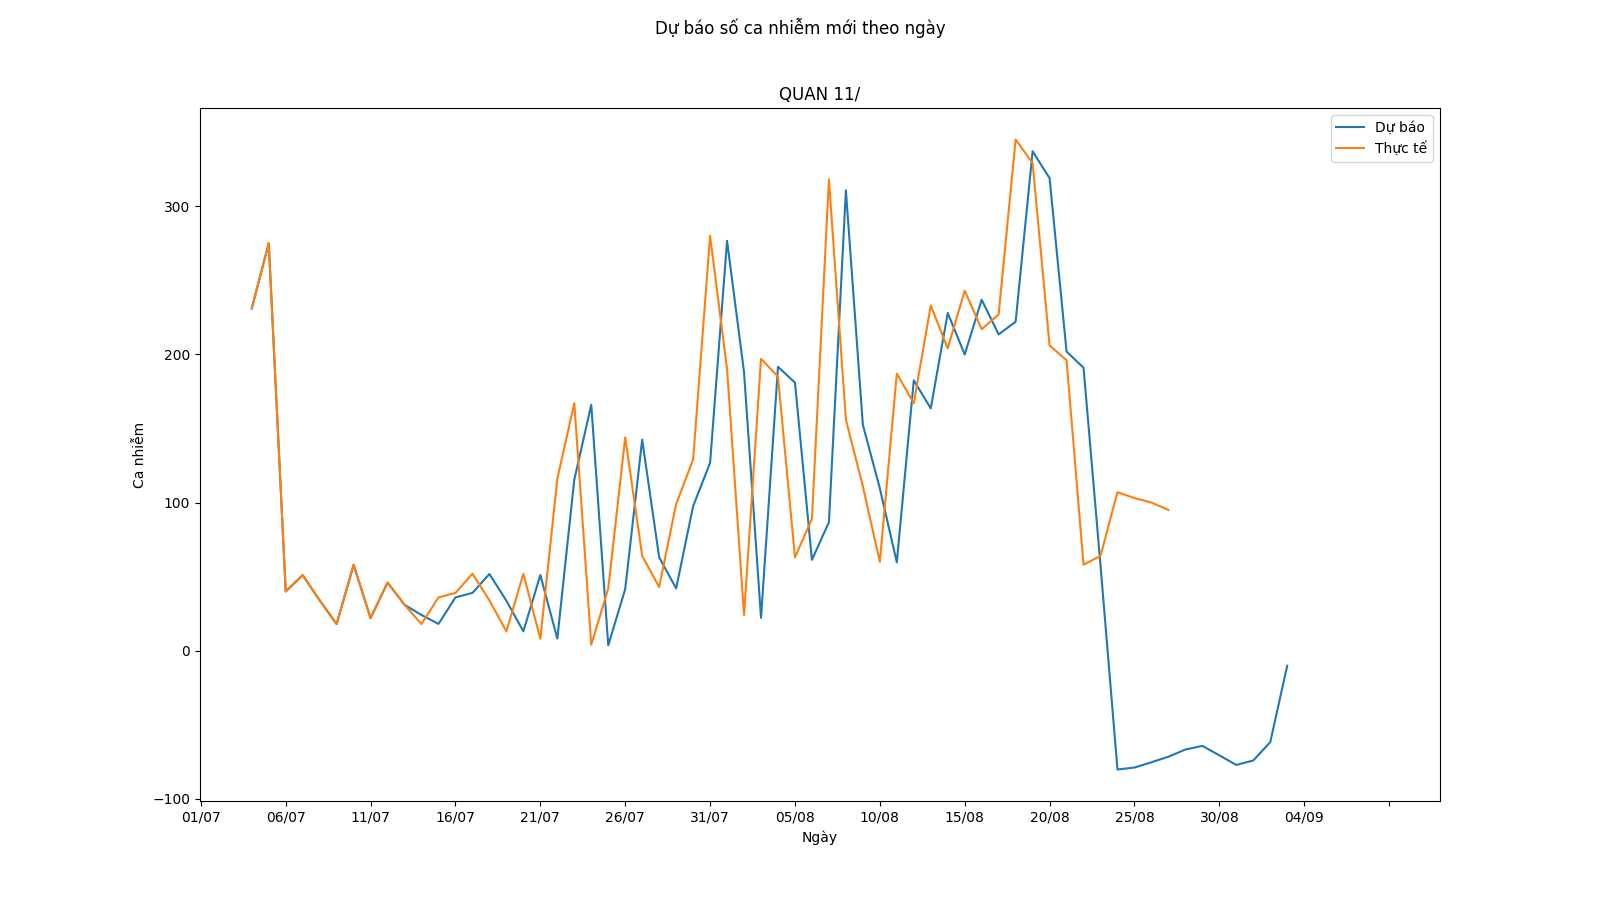 Dự báo số ca nhiễm mới theo ngày
QUAN 11/
Dự báo
Thực tế
300
200
100
0
−100
Ca nhiễm
01/07 06/07 11/07 16/07 21/07 26/07 31/07 05/08 10/08 15/08 20/08 25/08 30/08 04/09
Ngày